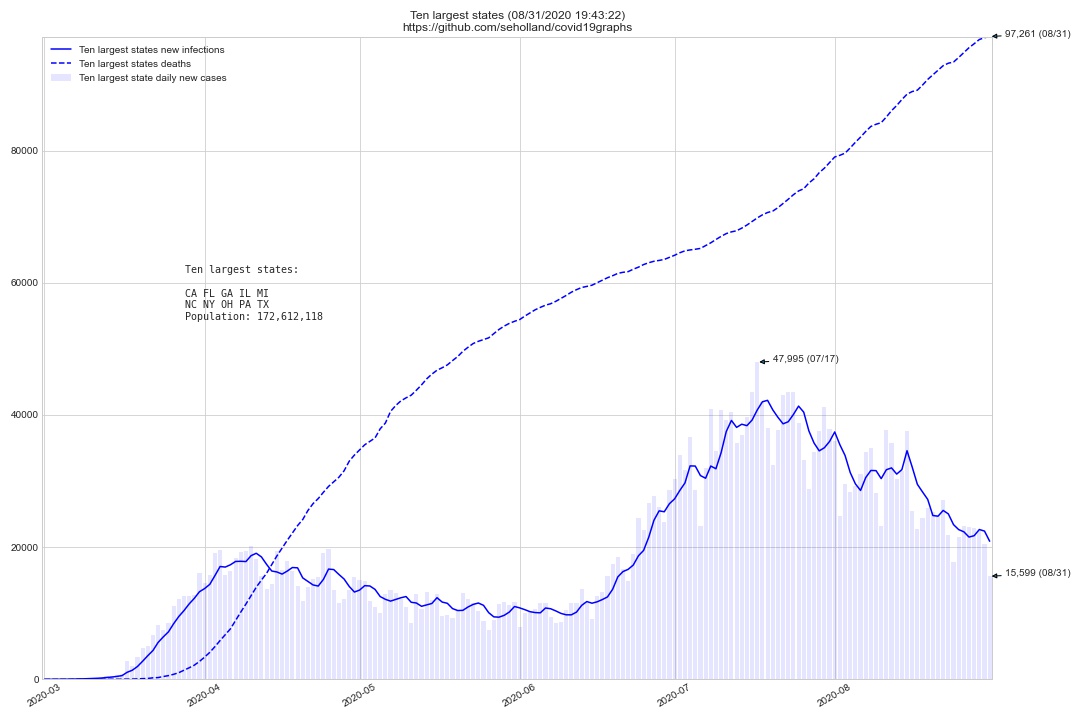 Ten largest states (08/31/2020 19:43:22)
https://github.com/seholland/covid19graphs
97,261 (08/31)
Ten largest states new infections
Ten largest states deaths
Ten largest state daily new cases
80000
Ten largest states:
60000
CA FL GA IL MI
NC NY OH PA TX
Population: 172,612,118
47,995 (07/17)
40000
20000
15,599 (08/31)
0
2020-03
2020-04
2020-05
2020-06
2020-07
2020-08